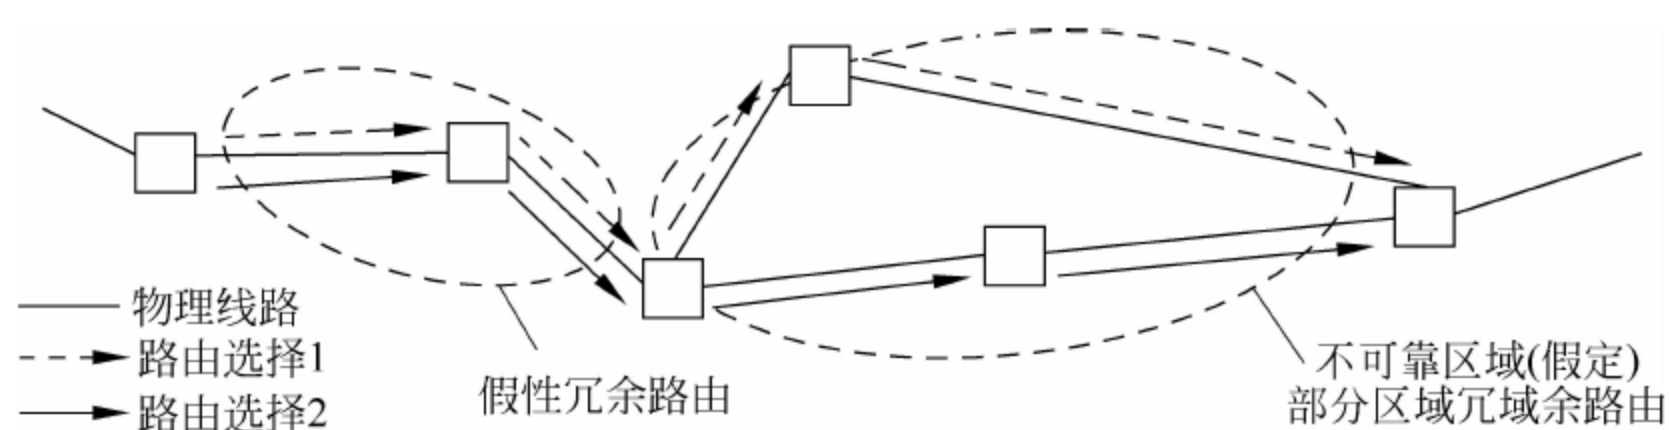 物理线路
路由选择1
路由选择2
假性冗余路由
不可靠区域(假定)
部分区域冗域余路由